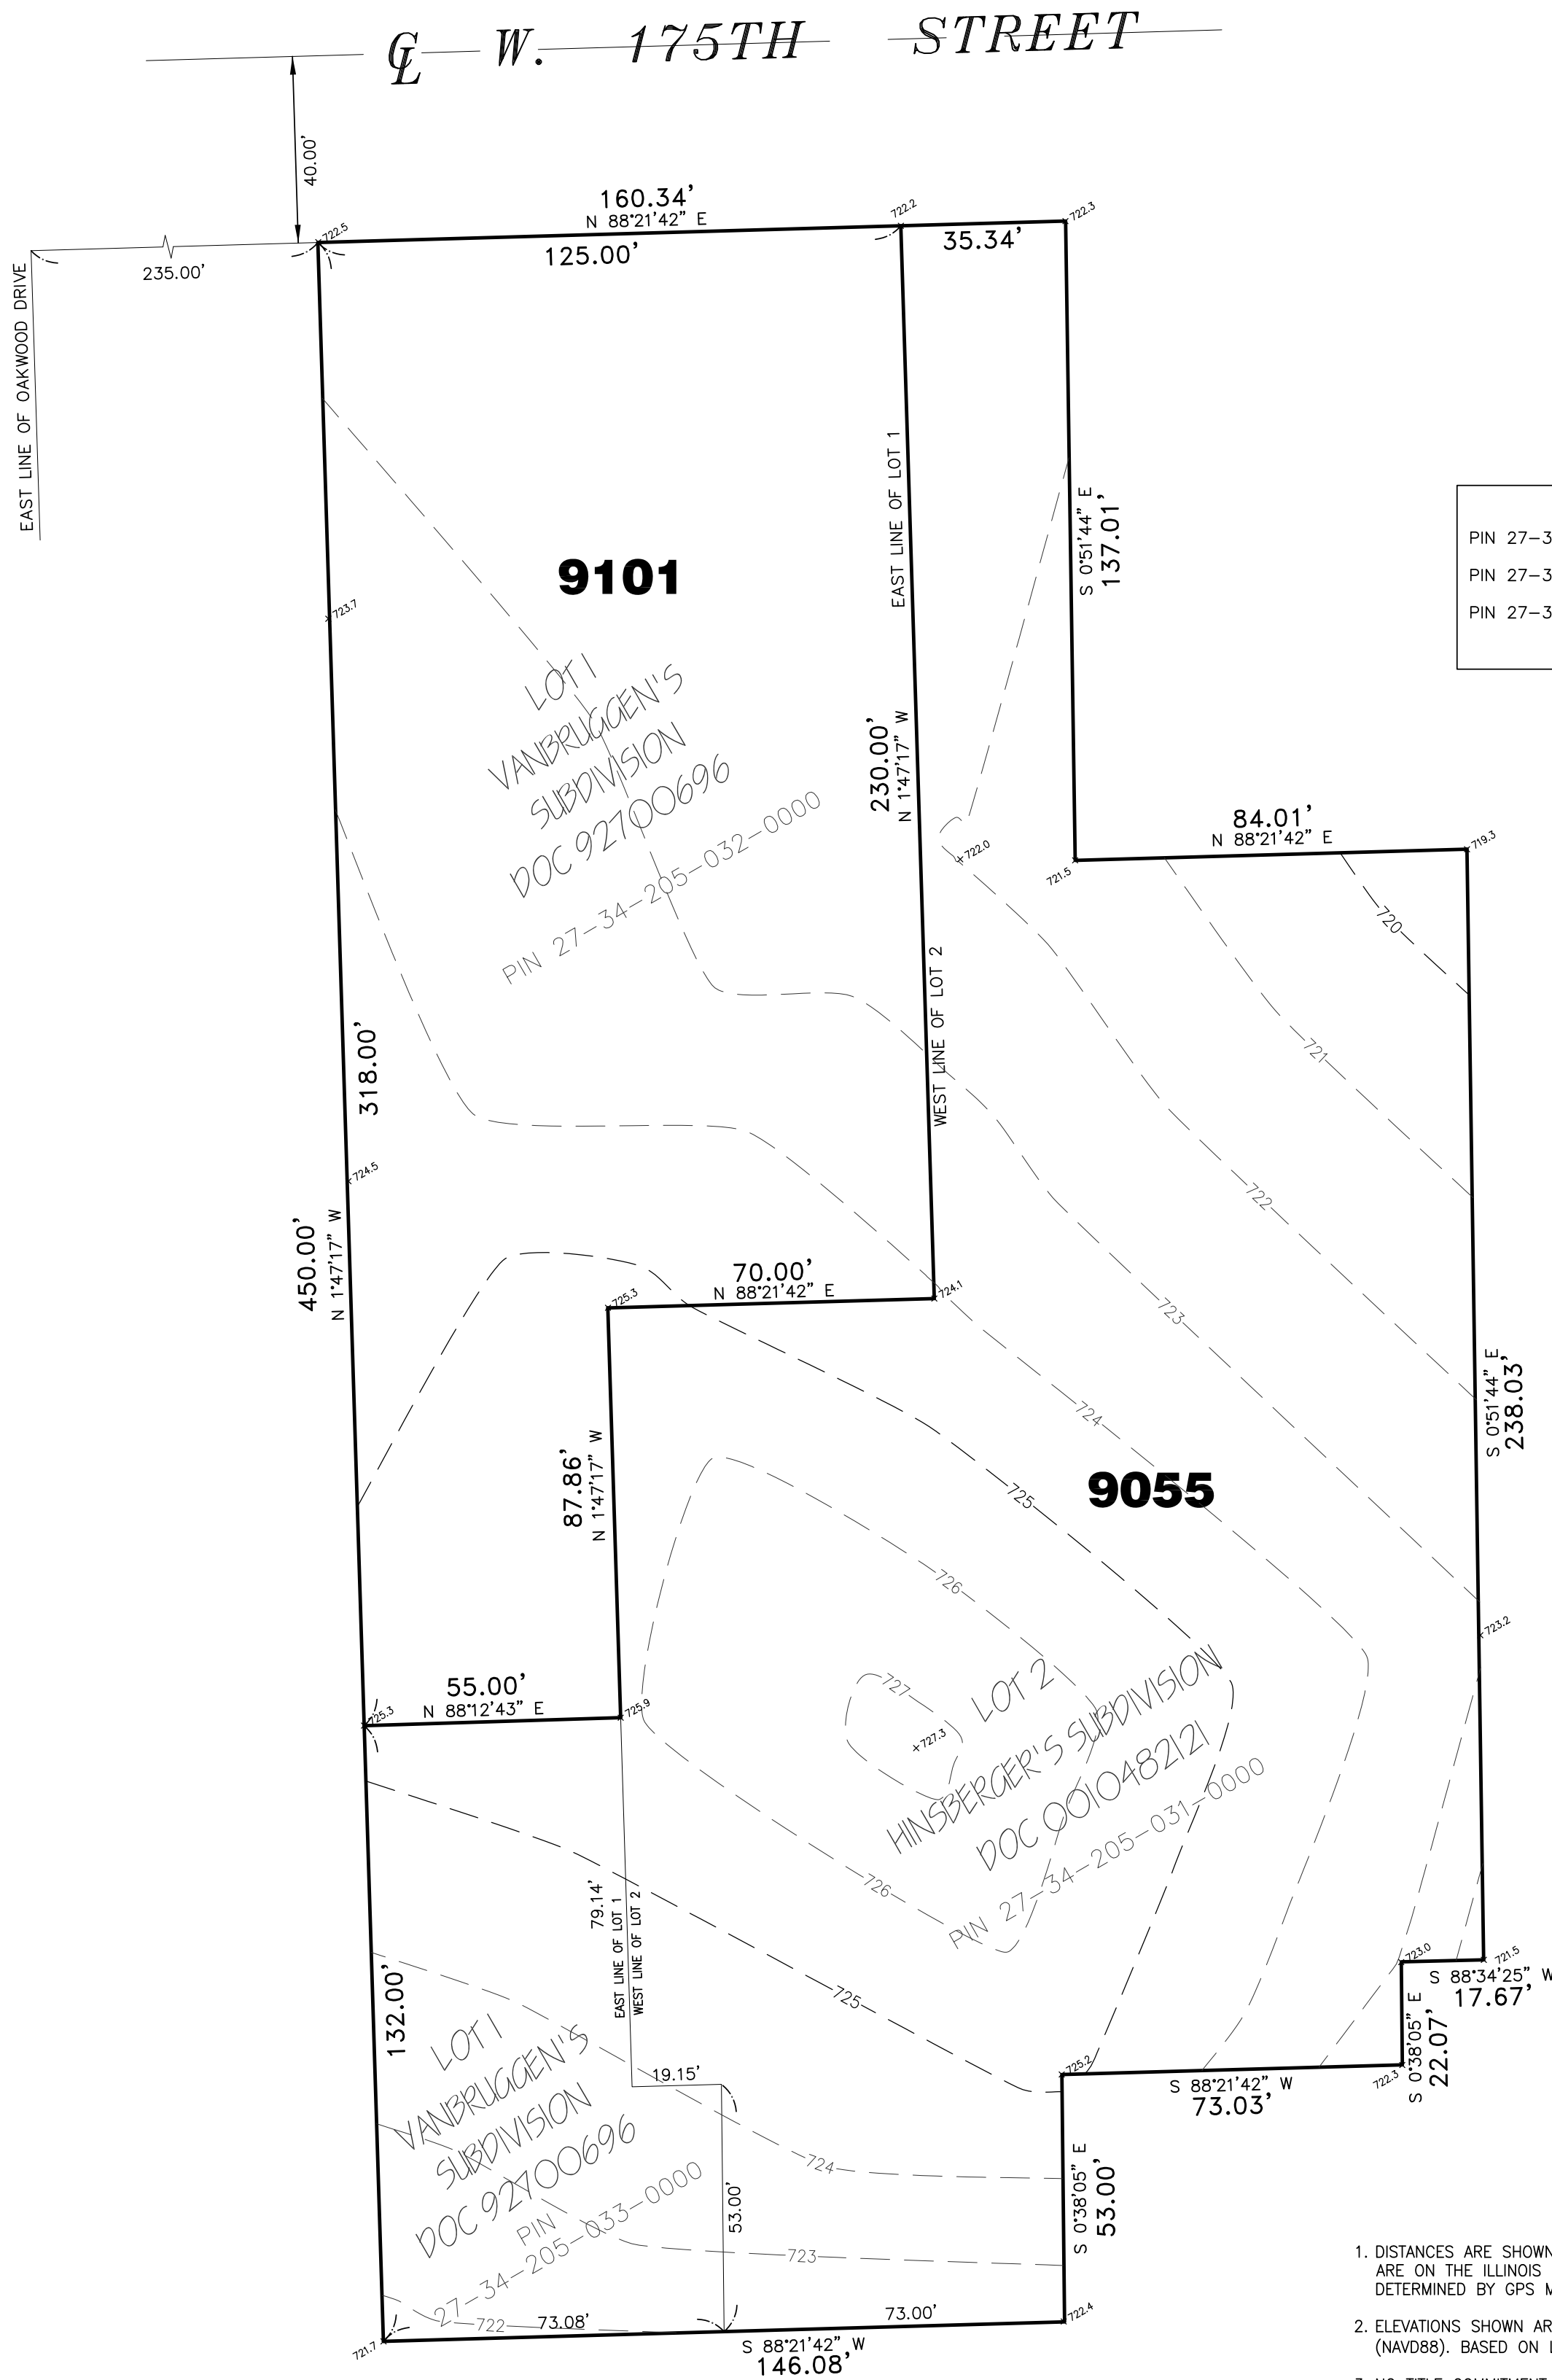 ℄ W. 175TH STREET
40.00'
160.34'
N 88°21'42" E
722.5
722.2
722.3
125.00'
35.34'
235.00'
EAST LINE OF OAKWOOD DRIVE
EAST LINE OF LOT 1
S 0°51'44" E
137.01'
PIN 27-3
PIN 27-3
PIN 27-3
9101
723.7
LOT 1
VANBRUGGEN'S
SUBDIVISION
DOC 92700696
PIN 27-34-205-032-0000
230.00'
N 1°47'17" W
722.0
721.5
84.01'
N 88°21'42" E
719.3
720
WEST LINE OF LOT 2
721
318.00'
724.5
722
450.00'
N 1°47'17" W
70.00'
N 88°21'42" E
725.3
724.1
723
S 0°51'44" E
238.03'
724
87.86'
N 1°47'17" W
725
9055
726
723.2
55.00'
N 88°12'43" E
725.3
725.9
727
727.3
LOT 2
HINSBERGER'S SUBDIVISION
DOC 0010482121
PIN 27-34-205-031-0000
726
79.14'
EAST LINE OF LOT 1
WEST LINE OF LOT 2
725
723.0
721.5
S 88°34'25" W
17.67'
S 0°38'05" E
22.07'
132.00'
725.2
722.3
S 88°21'42" W
73.03'
19.15'
LOT 1
VANBRUGGEN'S
SUBDIVISION
DOC 92700696
PIN
27-34-205-033-0000
724
53.00'
S 0°38'05" E
53.00'
723
722
73.08'
73.00'
722.4
721.7
S 88°21'42" W
146.08'
1. DISTANCES ARE SHOWN
ARE ON THE ILLINOIS
DETERMINED BY GPS M
2. ELEVATIONS SHOWN AR
(NAVD88). BASED ON